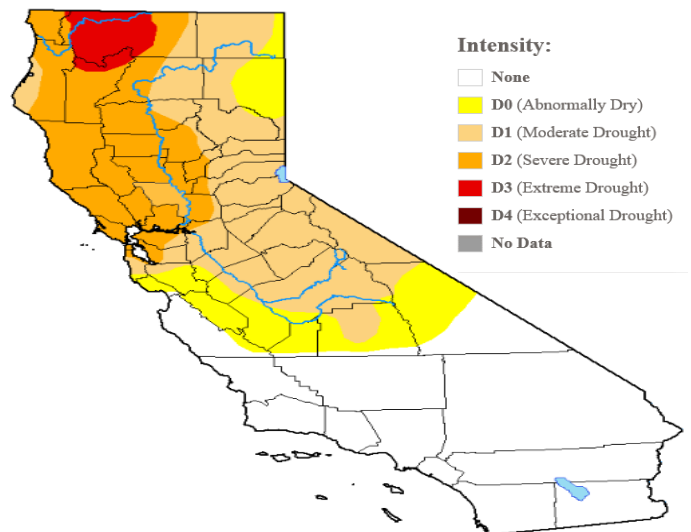 Intensity:
None
D0 (Abnormally Dry)
D1 (Moderate Drought)
D2 (Severe Drought)
D3 (Extreme Drought)
D4 (Exceptional Drought)
No Data